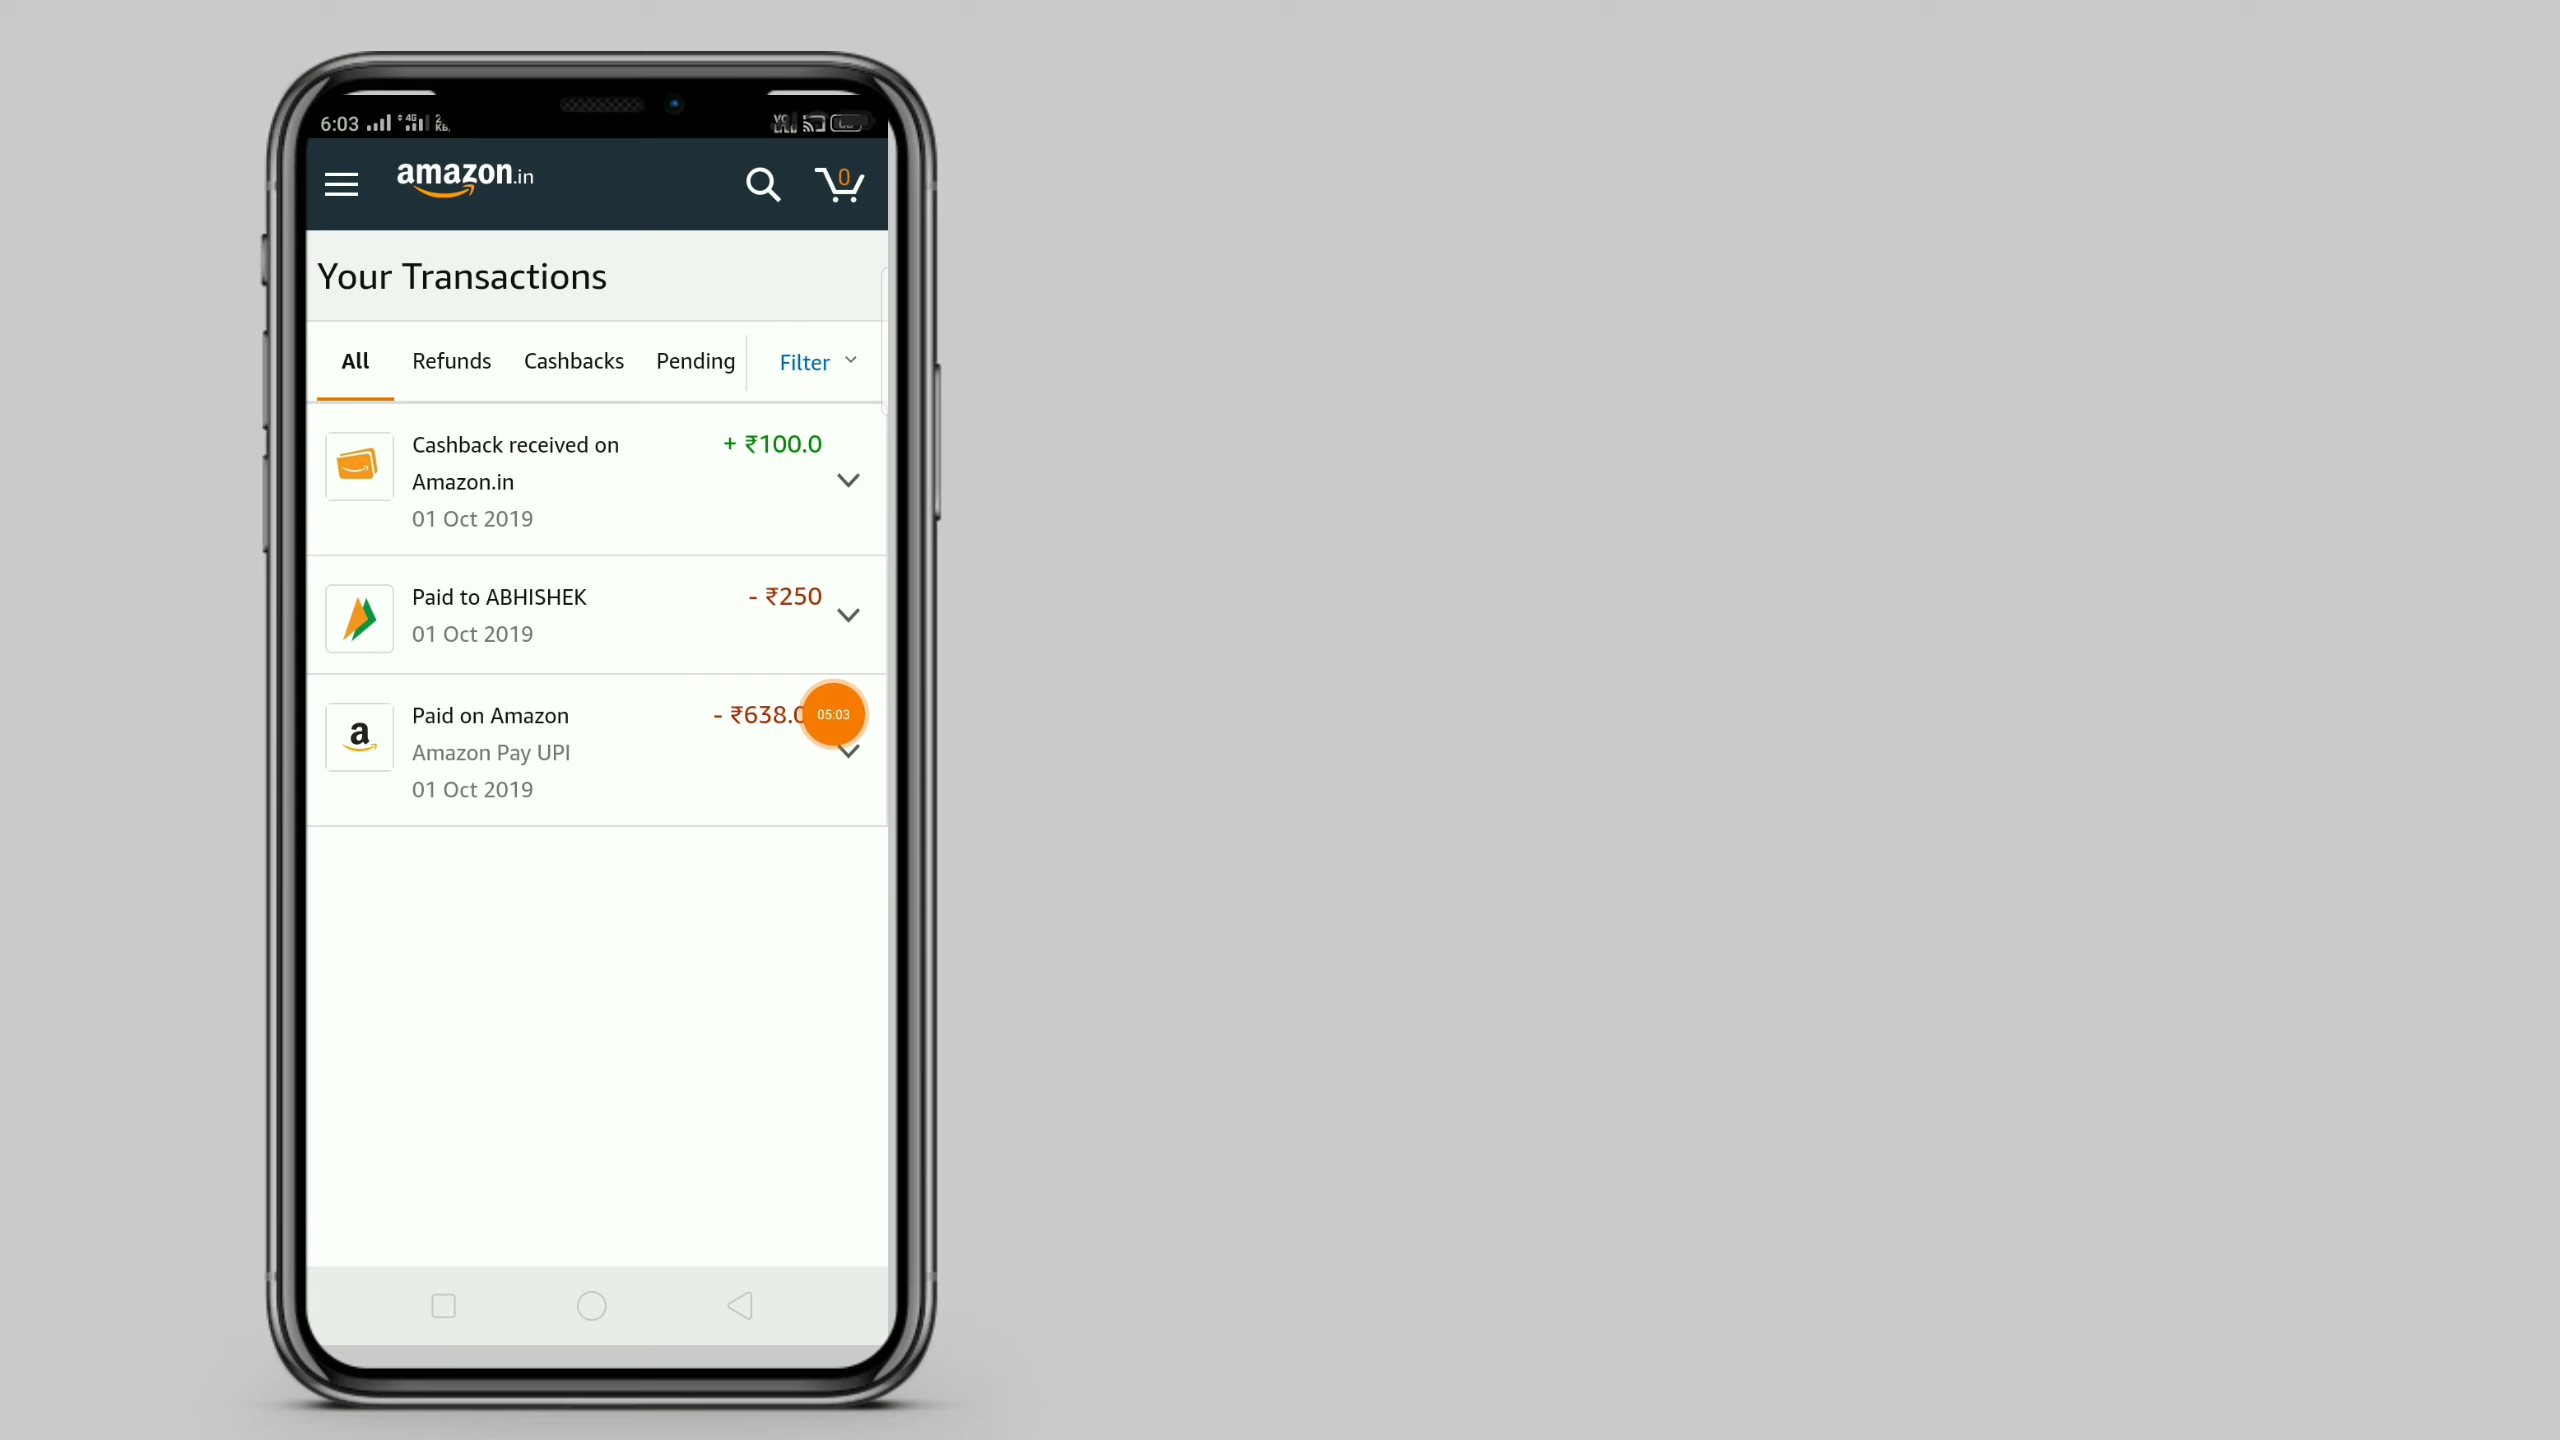 6:03 4G
amazon.in 0
Your Transactions
All Refunds Cashbacks Pending Filter
Cashback received on + ₹100.0
Amazon.in
01 Oct 2019
Paid to ABHISHEK - ₹250
01 Oct 2019
Paid on Amazon - ₹638.0 05:03
Amazon Pay UPI
01 Oct 2019